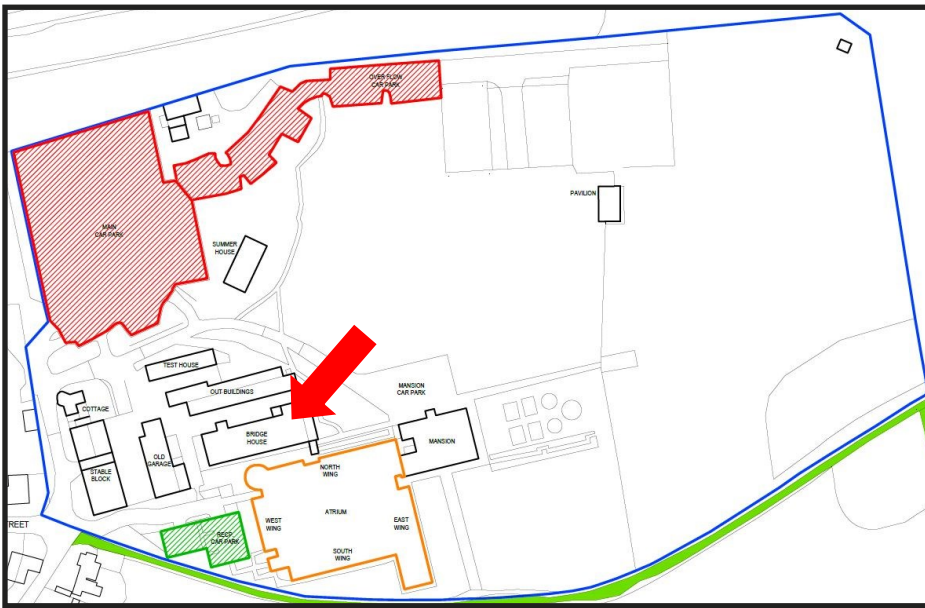 OVER FLOW
CAR PARK
PAVILION
MAIN
CAR PARK
SUMMER
HOUSE
TEST HOUSE
OUT BUILDINGS
MANSION
CAR PARK
COTTAGE
BRIDGE
HOUSE
MANSION
OLD
GARAGE
STABLE
BLOCK
NORTH
WING
ATRIUM
WEST
WING
EAST
WING
REET
RECP.
CAR PARK
SOUTH
WING